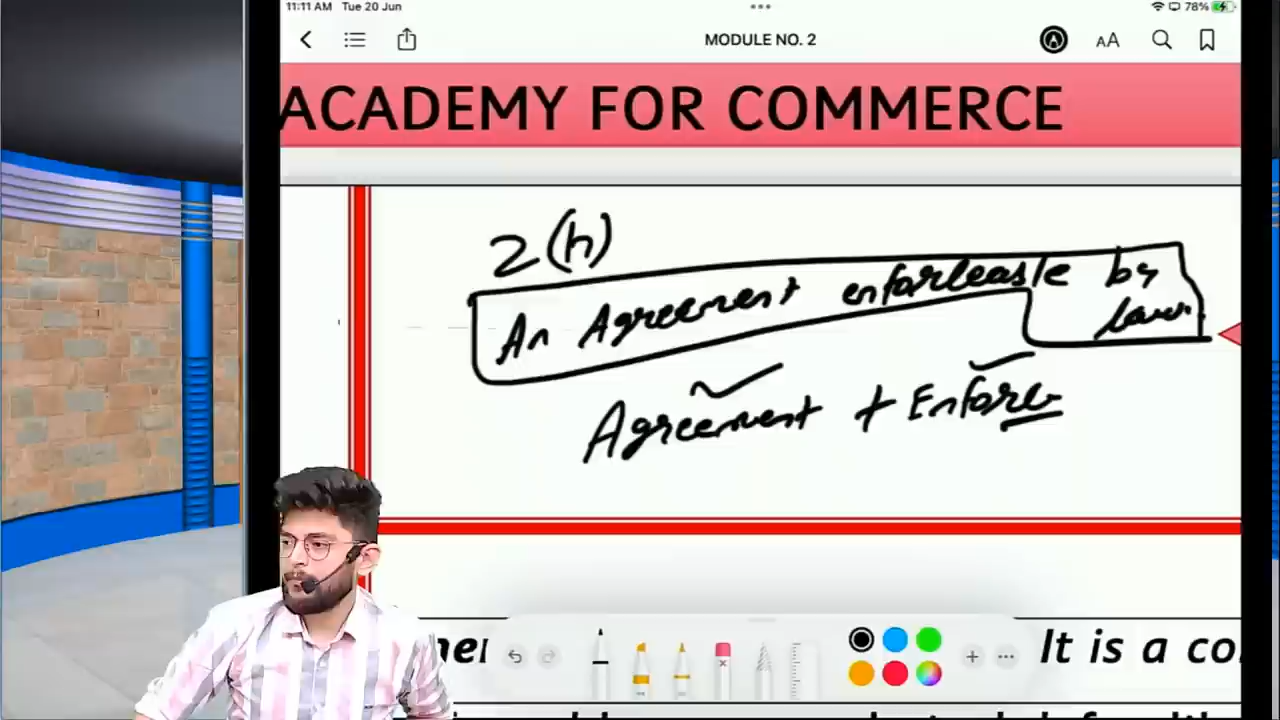 11:11 AM Tue 20 Jun
78%
MODULE NO. 2
AA
ACADEMY FOR COMMERCE
2(h)
An Agreement enforceable by
law.
Agreement + Enforce
It is a co